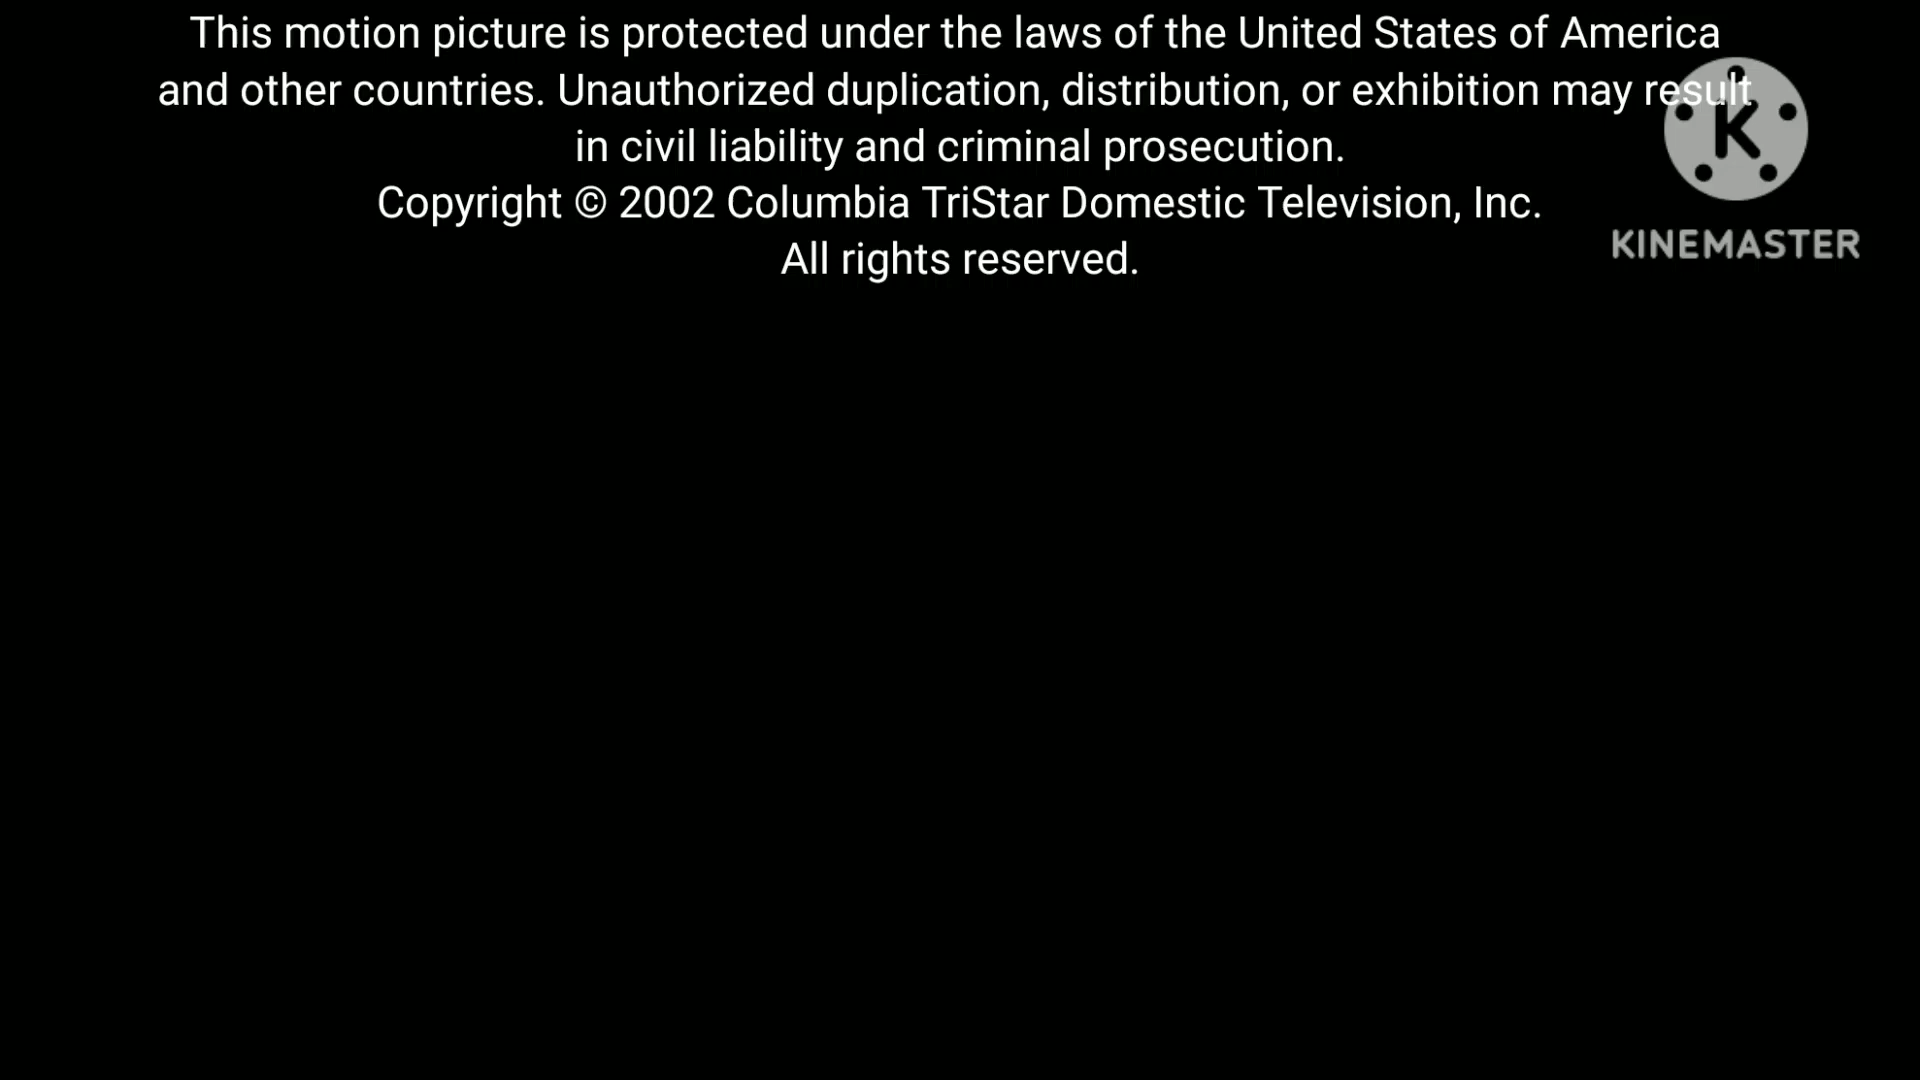 This motion picture is protected under the laws of the United States of America
and other countries. Unauthorized duplication, distribution, or exhibition may result
in civil liability and criminal prosecution.
Copyright © 2002 Columbia TriStar Domestic Television, Inc.
All rights reserved.
K
KINEMASTER